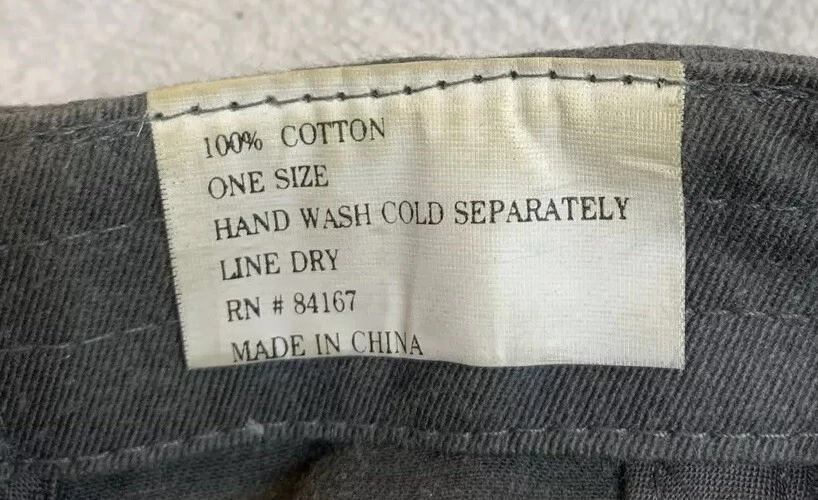 100% COTTON
ONE SIZE
HAND WASH COLD SEPARATELY
LINE DRY
RN # 84167
MADE IN CHINA